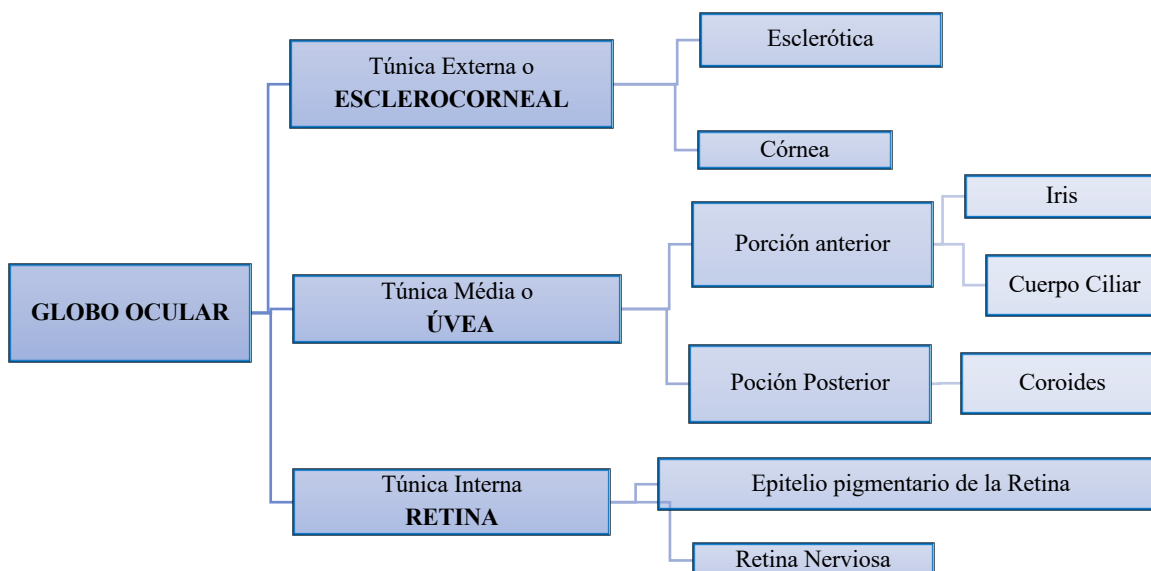 GLOBO OCULAR
Túnica Externa o
ESCLEROCORNEAL
Esclerótica
Córnea
Túnica Média o
ÚVEA
Porción anterior
Iris
Cuerpo Ciliar
Poción Posterior
Coroides
Túnica Interna
RETINA
Epitelio pigmentario de la Retina
Retina Nerviosa